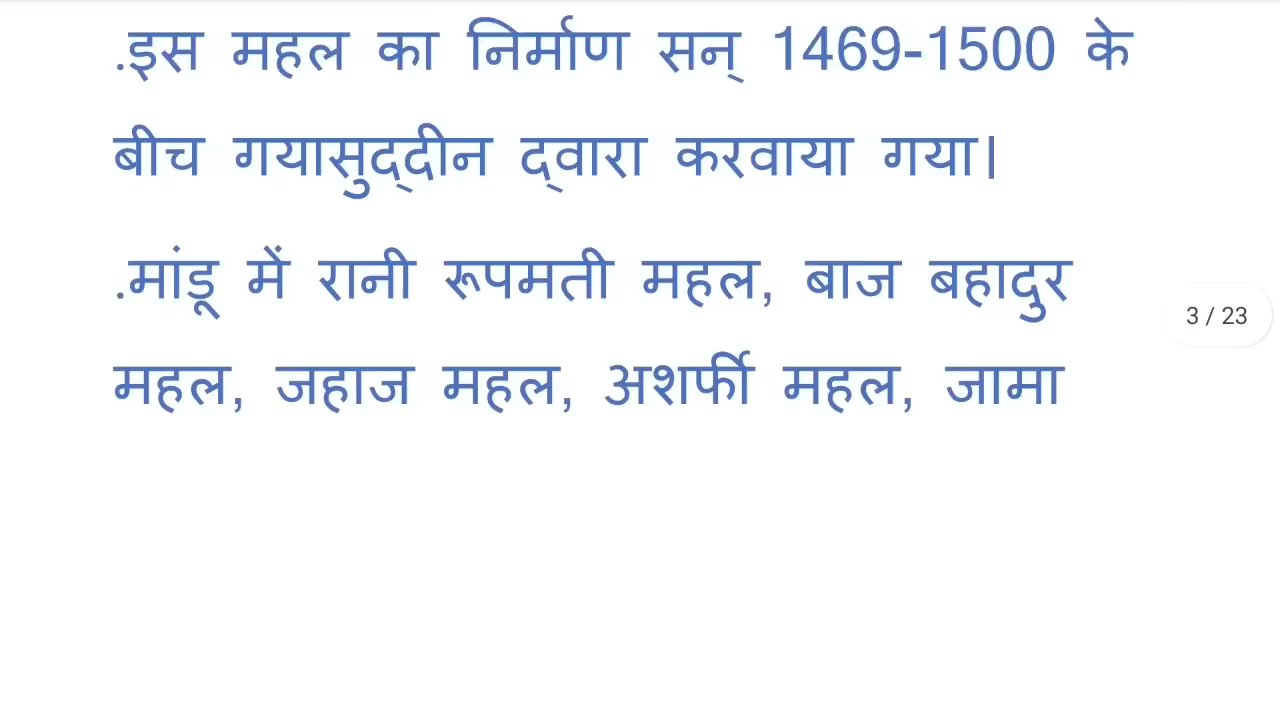 .इस महल का निर्माण सन् 1469-1500 के
बीच गयासुद्दीन द्वारा करवाया गया।
.मांडू में रानी रूपमती महल, बाज बहादुर
3 / 23
महल, जहाज महल, अशर्फी महल, जामा